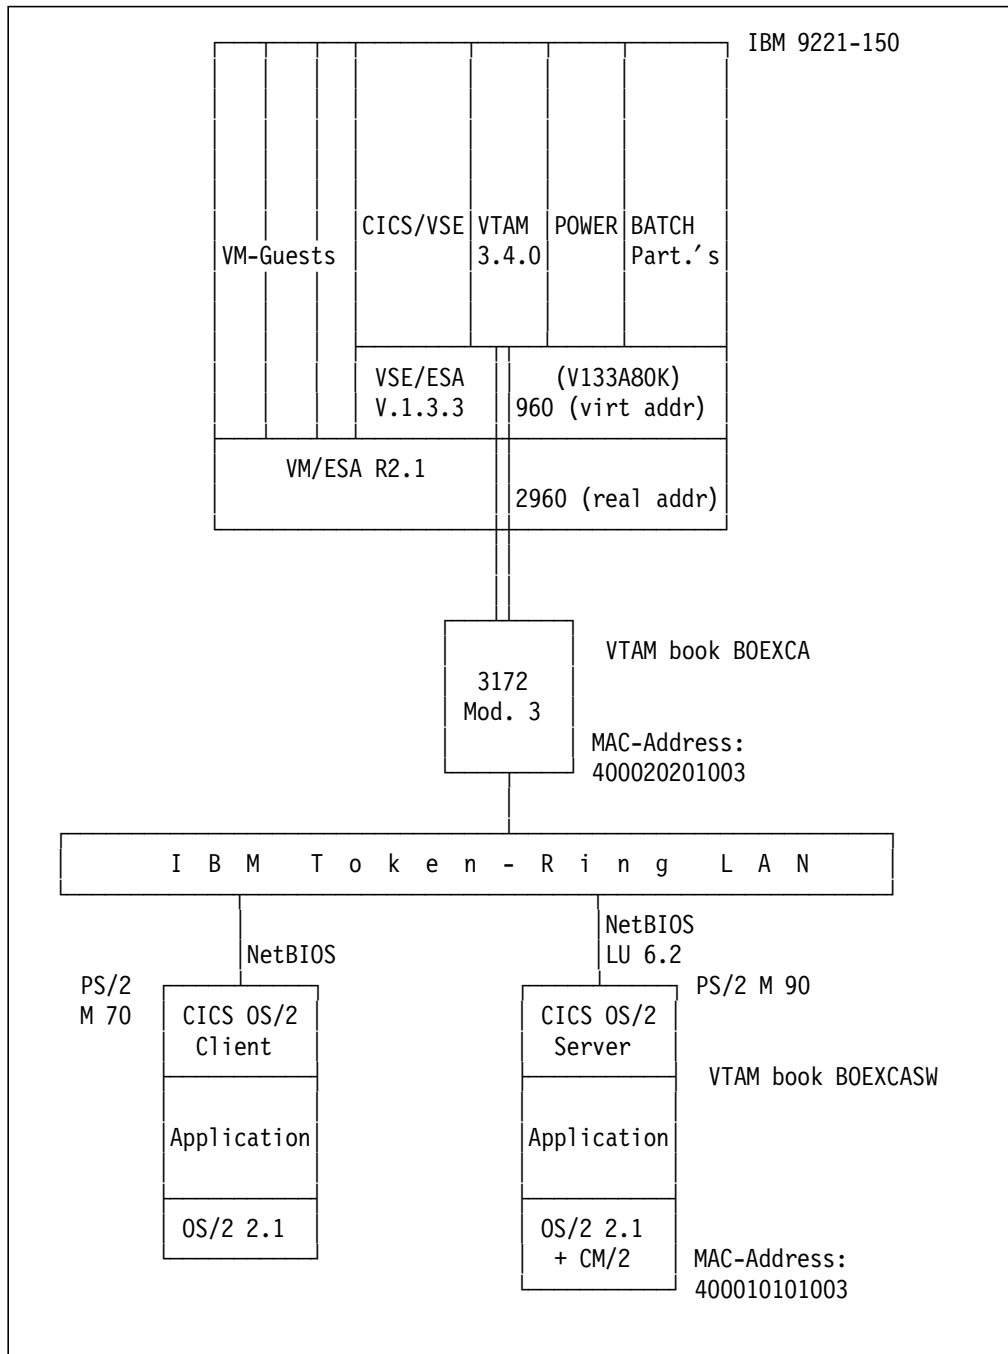 IBM 9221-150
CICS/VSE VTAM POWER BATCH
VM-Guests 3.4.0 Part.'s
VSE/ESA (V133A80K)
V.1.3.3 960 (virt addr)
VM/ESA R2.1
2960 (real addr)
VTAM book BOEXCA
3172
Mod. 3
MAC-Address:
400020201003
I B M T o k e n - R i n g L A N
NetBIOS
NetBIOS LU 6.2
PS/2 PS/2 M 90
M 70 CICS OS/2 CICS OS/2
Client Server
VTAM book BOEXCASW
Application Application
OS/2 2.1 OS/2 2.1
+ CM/2 MAC-Address:
400010101003